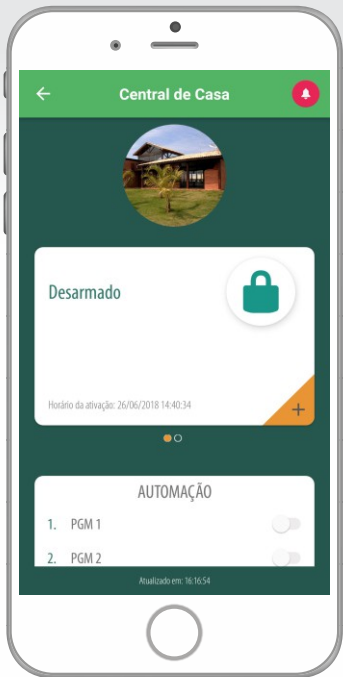 Central de Casa
Desarmado
Horário da ativação: 26/06/2018 14:40:34
+
AUTOMAÇÃO
1. PGM 1
2. PGM 2
Atualizado em: 16:16:54